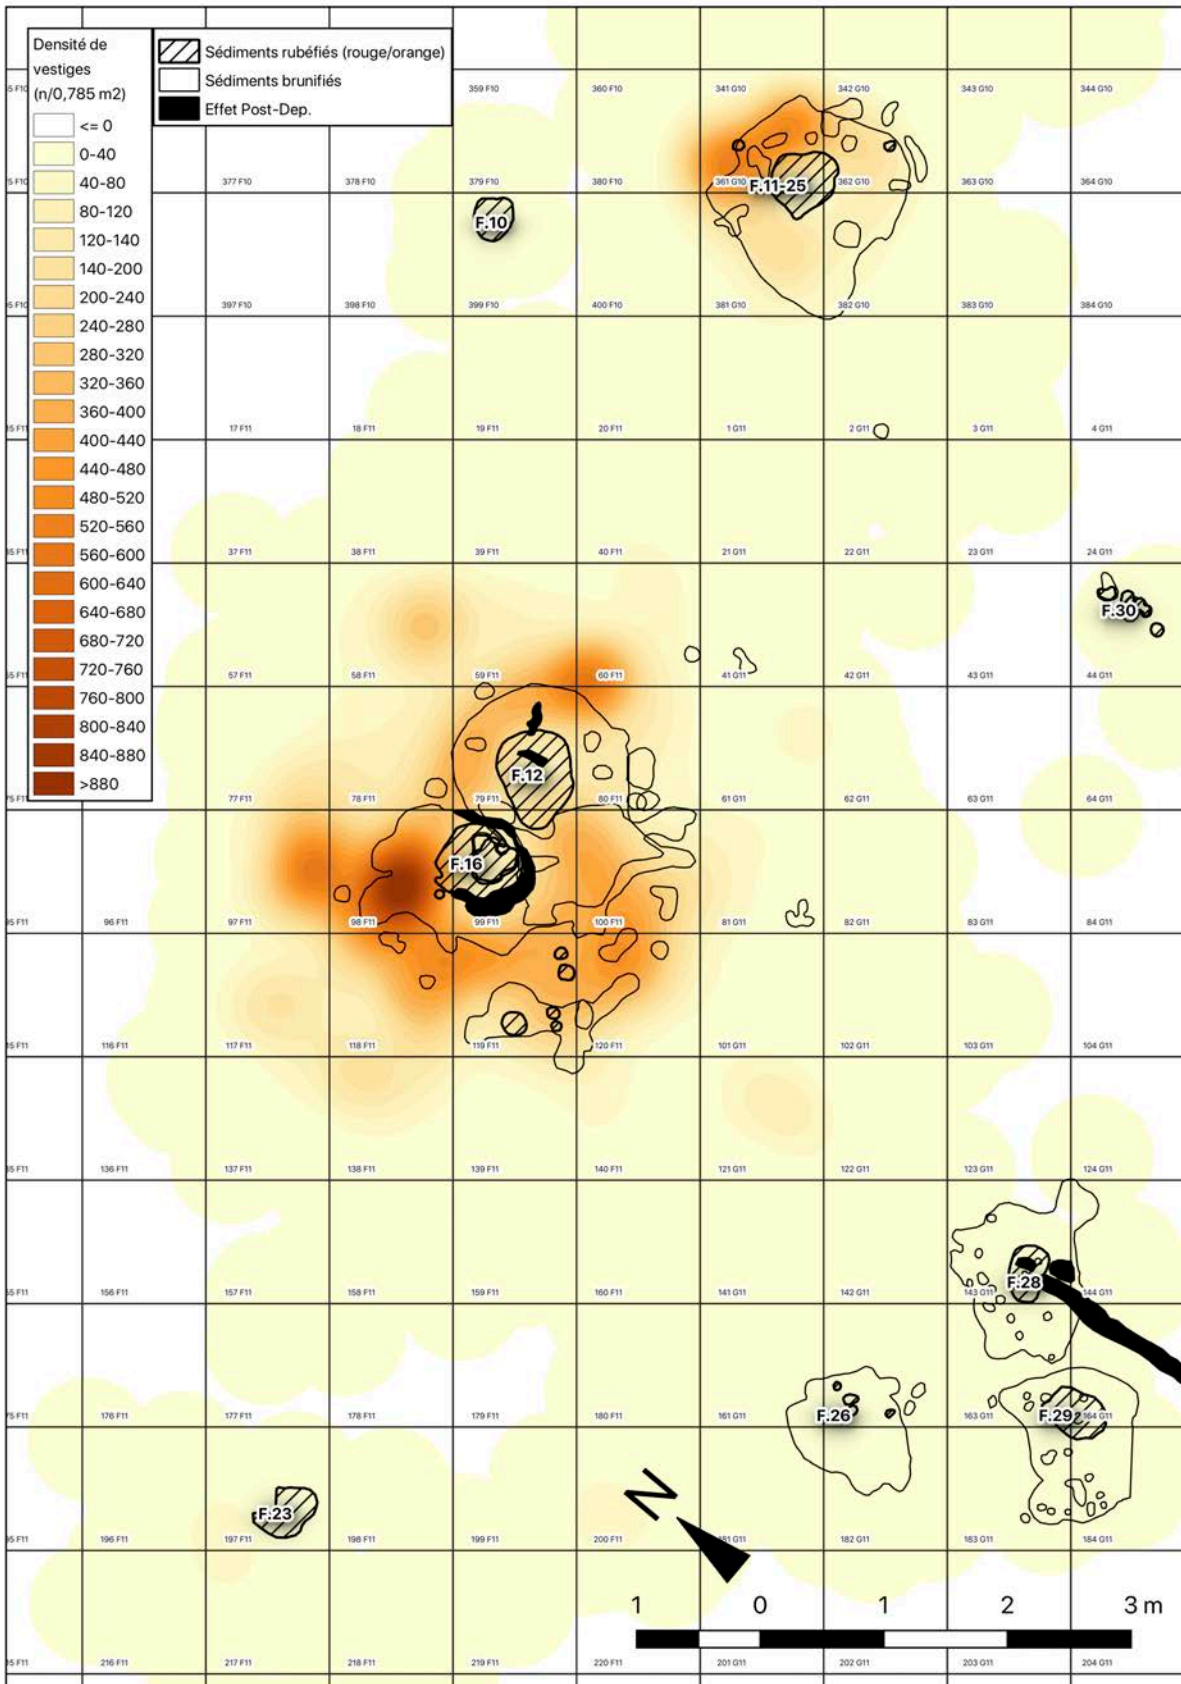 Densité de
vestiges
(n/0,785 m2)
<= 0
0-40
40-80
80-120
120-140
140-200
200-240
240-280
280-320
320-360
360-400
400-440
440-480
480-520
520-560
560-600
600-640
640-680
680-720
720-760
760-800
800-840
840-880
>880
Sédiments rubéfiés (rouge/orange)
Sédiments brunifiés
Effet Post-Dep.
359 F10 360 F10 341 G10 342 G10 343 G10 344 G10
377 F10 378 F10 379 F10 380 F10 361 G10 362 G10 363 G10 364 G10
F.11-25
F.10
397 F10 398 F10 399 F10 400 F10 381 G10 382 G10 383 G10 384 G10
17 F11 18 F11 19 F11 20 F11 1 G11 2 G11 3 G11 4 G11
37 F11 38 F11 39 F11 40 F11 21 G11 22 G11 23 G11 24 G11
F.30
57 F11 58 F11 59 F11 60 F11 41 G11 42 G11 43 G11 44 G11
F.12
77 F11 78 F11 79 F11 80 F11 61 G11 62 G11 63 G11 64 G11
F.16
96 F11 97 F11 98 F11 99 F11 100 F11 81 G11 82 G11 83 G11 84 G11
116 F11 117 F11 118 F11 119 F11 120 F11 101 G11 102 G11 103 G11 104 G11
136 F11 137 F11 138 F11 139 F11 140 F11 121 G11 122 G11 123 G11 124 G11
F.28
156 F11 157 F11 158 F11 159 F11 160 F11 141 G11 142 G11 143 G11 144 G11
176 F11 177 F11 178 F11 179 F11 180 F11 161 G11 F.26 163 G11 F.29 164 G11
N
F.23
196 F11 197 F11 198 F11 199 F11 200 F11 181 G11 182 G11 183 G11 184 G11
1 0 1 2 3 m
216 F11 217 F11 218 F11 219 F11 220 F11 201 G11 202 G11 203 G11 204 G11